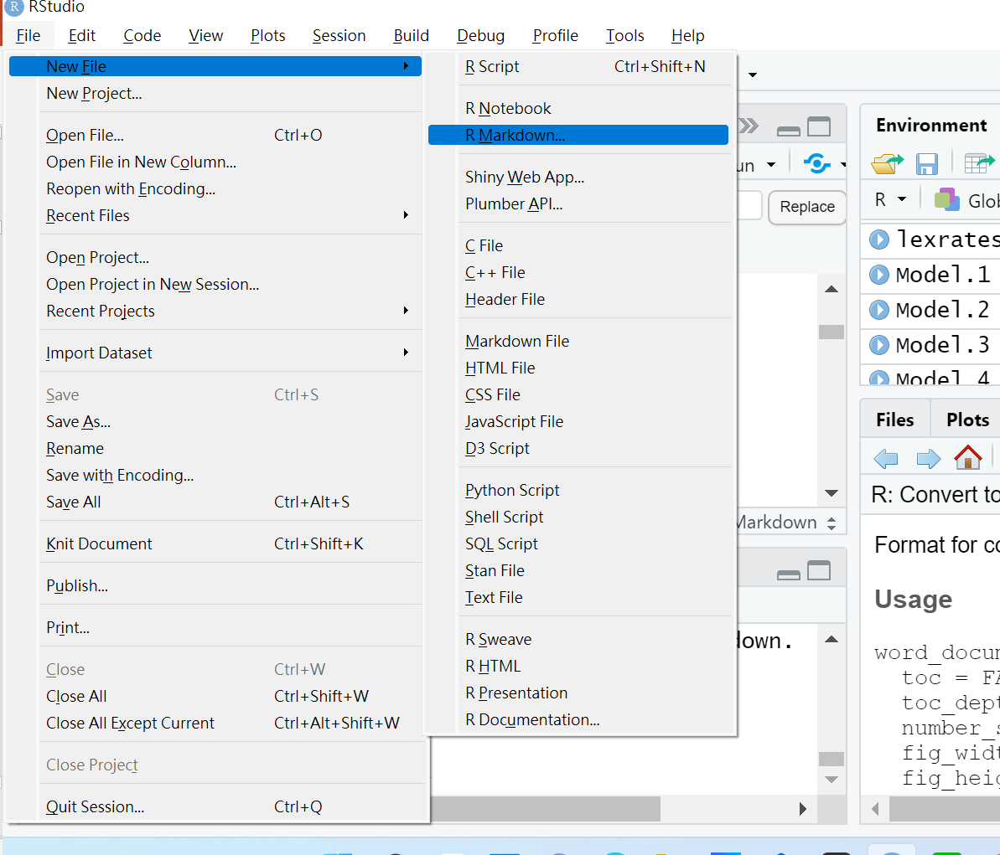 RStudio
File Edit Code View Plots Session Build Debug Profile Tools Help
New File
New Project...
Open File... Ctrl+O
Open File in New Column...
Reopen with Encoding...
Recent Files
Open Project...
Open Project in New Session...
Recent Projects
Import Dataset
Save Ctrl+S
Save As...
Rename
Save with Encoding...
Save All Ctrl+Alt+S
Knit Document Ctrl+Shift+K
Publish...
Print...
Close Ctrl+W
Close All Ctrl+Shift+W
Close All Except Current Ctrl+Alt+Shift+W
Close Project
Quit Session... Ctrl+Q
R Script Ctrl+Shift+N
R Notebook
R Markdown...
Shiny Web App...
Plumber API...
C File
C++ File
Header File
Markdown File
HTML File
CSS File
JavaScript File
D3 Script
Python Script
Shell Script
SQL Script
Stan File
Text File
R Sweave
R HTML
R Presentation
R Documentation...
un
Replace
Markdown
down.
Environment
R Glob
lexrates
Model.1
Model.2
Model.3
Model.4
Files Plots
R: Convert to
Format for co
Usage
word_docum
toc = FA
toc_dept
number_s
fig_widt
fig_heig